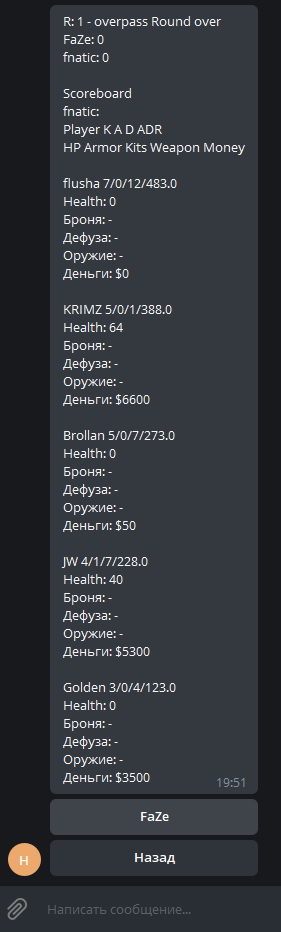 R: 1 - overpass Round over
FaZe: 0
fnatic: 0
Scoreboard
fnatic:
Player K A D ADR
HP Armor Kits Weapon Money
flusha 7/0/12/483.0
Health: 0
Броня: -
Дефуза: -
Оружие: -
Деньги: $0
KRIMZ 5/0/1/388.0
Health: 64
Броня: -
Дефуза: -
Оружие: -
Деньги: $6600
Brollan 5/0/7/273.0
Health: 0
Броня: -
Дефуза: -
Оружие: -
Деньги: $50
JW 4/1/7/228.0
Health: 40
Броня: -
Дефуза: -
Оружие: -
Деньги: $5300
Golden 3/0/4/123.0
Health: 0
Броня: -
Дефуза: -
Оружие: -
Деньги: $3500
19:51
FaZe
Н
Назад
Написать сообщение...